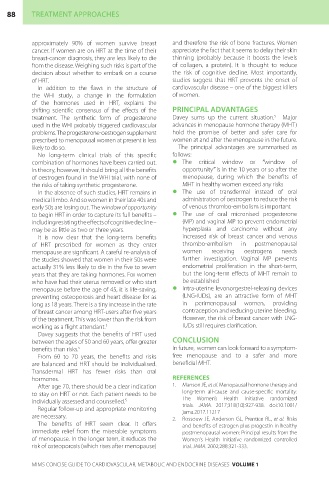 88 TREATMENT APPROACHES
approximately 90% of women survive breast
cancer. If women are on HRT at the time of their
breast-cancer diagnosis, they are less likely to die
from the disease. Weighing such risks is part of the
decision about whether to embark on a course
of HRT.
In addition to the flaws in the structure of
the WHI study, a change in the formulation
of the hormones used in HRT, explains the
shifting scientific consensus of the effects of the
treatment. The synthetic form of progesterone
used in the WHI probably triggered cardiovascular
problems. The progesterone-oestrogen supplement
prescribed to menopausal women at present is less
likely to do so.
No long-term clinical trials of this specific
combination of hormones have been carried out.
In theory, however, it should bring all the benefits
of oestrogen found in the WHI trial, with none of
the risks of taking synthetic progesterone.
In the absence of such studies, HRT remains in
medical limbo. And so women in their late 40s and
early 50s are losing out. The window of opportunity
to begin HRT in order to capture its full benefits –
including resisting the effects of cognitive decline –
may be as little as two or three years.
It is now clear that the long-term benefits
of HRT prescribed for women as they enter
menopause are significant. A careful re-analysis of
the studies showed that women in their 50s were
actually 31% less likely to die in the five to seven
years that they are taking hormones. For women
who have had their uterus removed or who start
menopause before the age of 45, it is life-saving,
preventing osteoporosis and heart disease for as
long as 18 years. There is a tiny increase in the rate
of breast cancer among HRT-users after five years
of the treatment. This was lower than the risk from
working as a flight attendant.¹
Davey suggests that the benefits of HRT used
between the ages of 50 and 60 years, offer greater
benefits than risks.²
From 60 to 70 years, the benefits and risks
are balanced and HRT should be individualised.
Transdermal HRT has fewer risks than oral
hormones.
After age 70, there should be a clear indication
to stay on HRT or not. Each patient needs to be
individually assessed and counselled.³
Regular follow-up and appropriate monitoring
are necessary.
The benefits of HRT seem clear. It offers
immediate relief from the miserable symptoms
of menopause. In the longer term, it reduces the
risk of osteoporosis (which rises after menopause)
and therefore the risk of bone fractures. Women
appreciate the fact that it seems to delay their skin
thinning (probably because it boosts the levels
of collagen, a protein). It is thought to reduce
the risk of cognitive decline. Most importantly,
studies suggest that HRT prevents the onset of
cardiovascular disease – one of the biggest killers
of women.
PRINCIPAL ADVANTAGES
Davey sums up the current situation.³ Major
advances in menopause hormone therapy (MHT)
hold the promise of better and safer care for
women at and after the menopause in the future.
The principal advantages are summarised as
follows:
• The critical window or "window of
opportunity" is in the 10 years or so after the
menopause, during which the benefits of
MHT in healthy women exceed any risks
• The use of transdermal instead of oral
administration of oestrogen to reduce the risk
of venous thrombo-embolism is important
• The use of oral micronised progesterone
(MP) and vaginal MP to prevent endometrial
hyperplasia and carcinoma without any
increased risk of breast cancer and venous
thrombo-embolism in postmenopausal
women receiving oestrogens needs
further investigation. Vaginal MP prevents
endometrial proliferation in the short-term,
but the long-term effects of MHT remain to
be established
• Intra-uterine levonorgestrel-releasing devices
(LNG-IUDs), are an attractive form of MHT
in postmenopausal women, providing
contraception and reducing uterine bleeding.
However, the risk of breast cancer with LNG-
IUDs still requires clarification.
CONCLUSION
In future, women can look forward to a symptom-
free, menopause and to a safer and more
beneficial MHT.
REFERENCES
1. Manson JE, et al. Menopausal hormone therapy and
long-term all-cause and cause-specific mortality:
The Women's Health Initiative randomized
trials. JAMA. 2017;318(10):927-938. doi:10.1001/
jama.2017.11217
2. Rossouw JE, Anderson GL, Prentice RL, et al. Risks
and benefits of estrogen plus progestin in healthy
postmenopausal women: Principal results from the
Women's Health Initiative randomized controlled
trial. JAMA. 2002;288:321-333.
MIMS CONCISE GUIDE TO CARDIOVASCULAR, METABOLIC AND ENDOCRINE DISEASES VOLUME 1